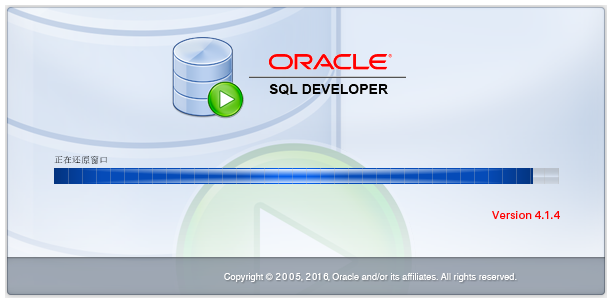 ORACLE®
SQL DEVELOPER
正在还原窗口
Version 4.1.4
Copyright © 2005, 2016, Oracle and/or its affiliates. All rights reserved.